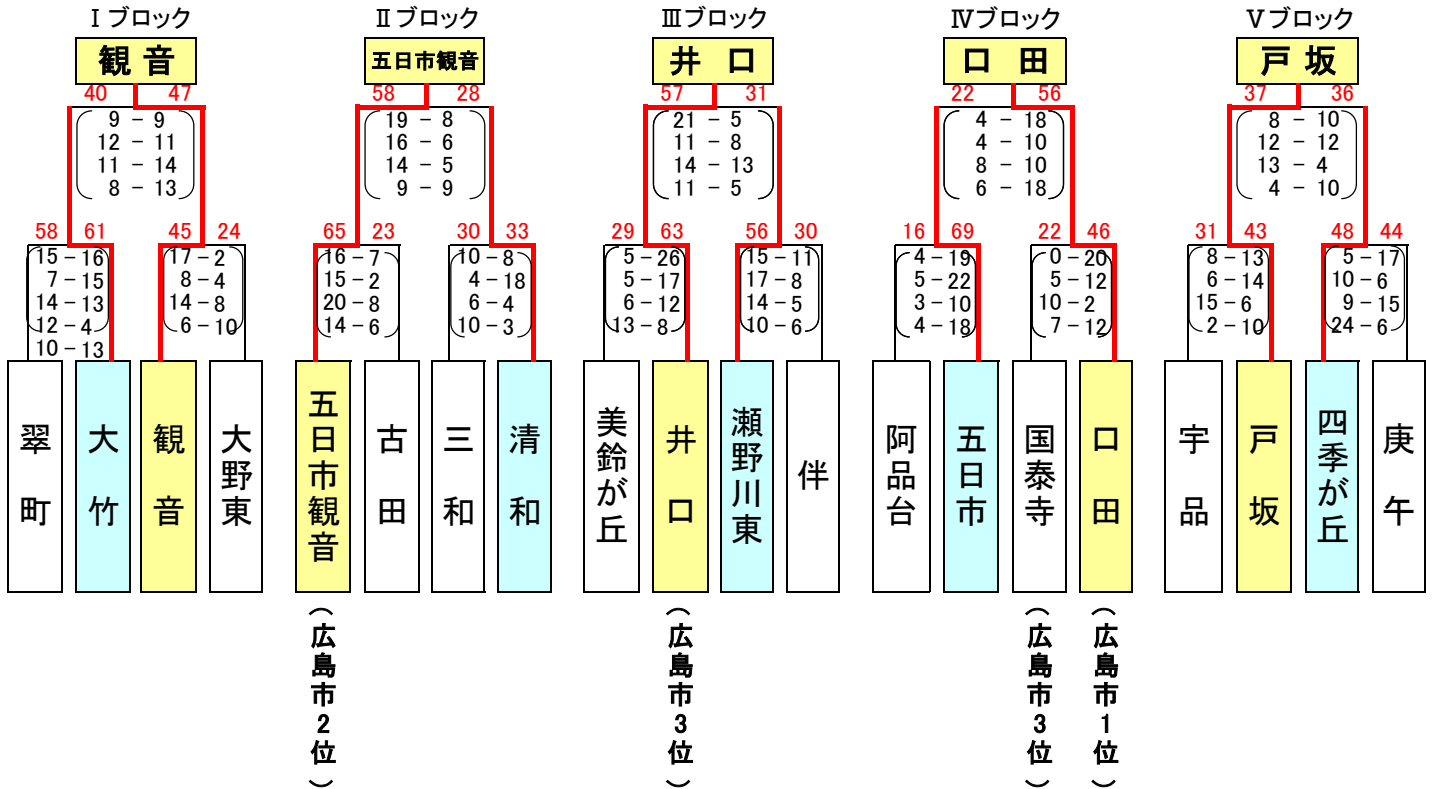 Ⅰ ブロック
Ⅱ ブロック
Ⅲ ブロック
Ⅳ ブロック
Ⅴ ブロック
観 音
五日市観音
井 口
口 田
戸 坂
40 47
58 28
57 31
22 56
37 36
9 - 9
12 - 11
11 - 14
8 - 13
19 - 8
16 - 6
14 - 5
9 - 9
21 - 5
11 - 8
14 - 13
11 - 5
4 - 18
4 - 10
8 - 10
6 - 18
8 - 10
12 - 12
13 - 4
4 - 10
58 61
45 24
65 23
30 33
29 63
56 30
16 69
22 46
31 43
48 44
15 - 16
7 - 15
14 - 13
12 - 4
10 - 13
17 - 2
8 - 4
14 - 8
6 - 10
16 - 7
15 - 2
20 - 8
14 - 6
10 - 8
4 - 18
6 - 4
10 - 3
5 - 26
5 - 17
6 - 12
13 - 8
15 - 11
17 - 8
14 - 5
10 - 6
4 - 19
5 - 22
3 - 10
4 - 18
0 - 20
5 - 12
10 - 2
7 - 12
8 - 13
6 - 14
15 - 6
2 - 10
5 - 17
10 - 6
9 - 15
24 - 6
翠町
大竹
観音
大野東
五日市観音
古田
三和
清和
美鈴が丘
井口
瀬野川東
伴
阿品台
五日市
国泰寺
口田
宇品
戸坂
四季が丘
庚午
（広島市２位）
（広島市３位）
（広島市３位）
（広島市１位）